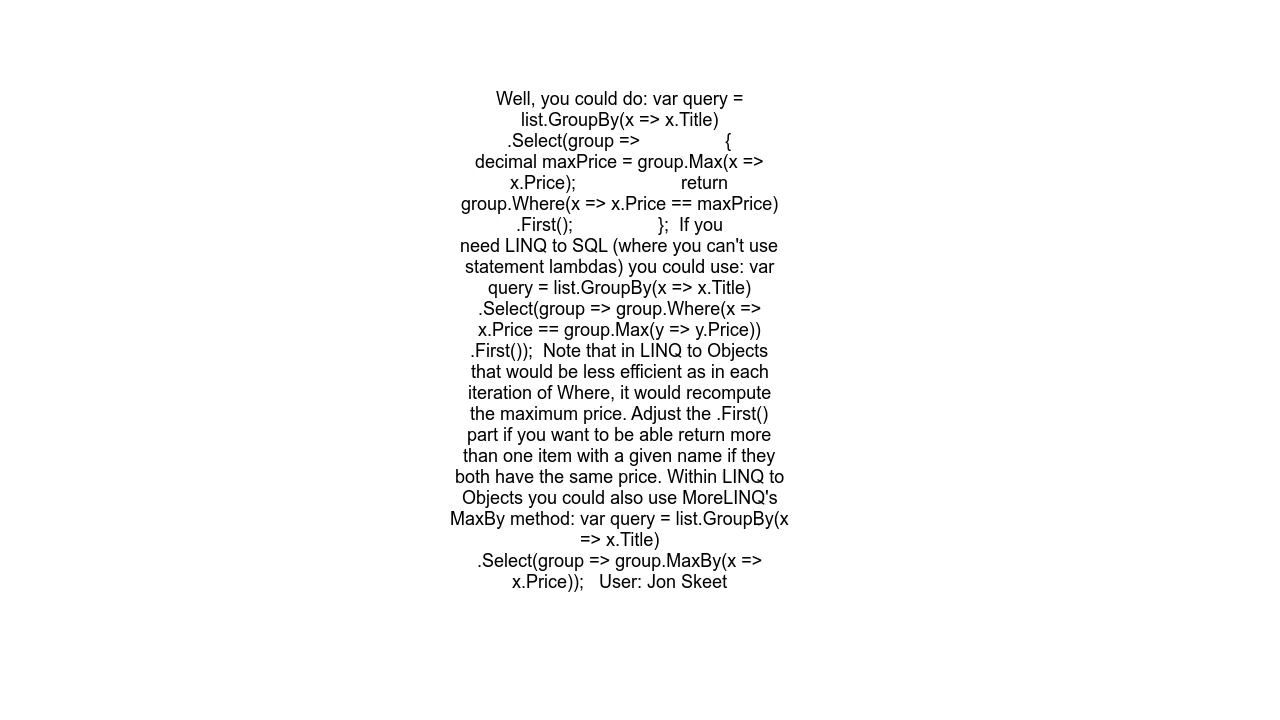 Well, you could do: var query =
list.GroupBy(x => x.Title)
.Select(group =>                 {
decimal maxPrice = group.Max(x =>
x.Price);                     return
group.Where(x => x.Price == maxPrice)
.First();                 };  If you
need LINQ to SQL (where you can't use
statement lambdas) you could use: var
query = list.GroupBy(x => x.Title)
.Select(group => group.Where(x =>
x.Price == group.Max(y => y.Price))
.First());  Note that in LINQ to Objects
that would be less efficient as in each
iteration of Where, it would recompute
the maximum price. Adjust the .First()
part if you want to be able return more
than one item with a given name if they
both have the same price. Within LINQ to
Objects you could also use MoreLINQ's
MaxBy method: var query = list.GroupBy(x
=> x.Title)
.Select(group => group.MaxBy(x =>
x.Price));   User: Jon Skeet